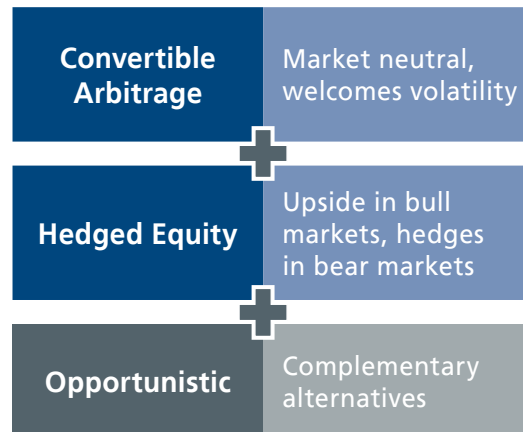 Convertible
Arbitrage
Market neutral,
welcomes volatility
Hedged Equity
Upside in bull
markets, hedges
in bear markets
Opportunistic
Complementary
alternatives